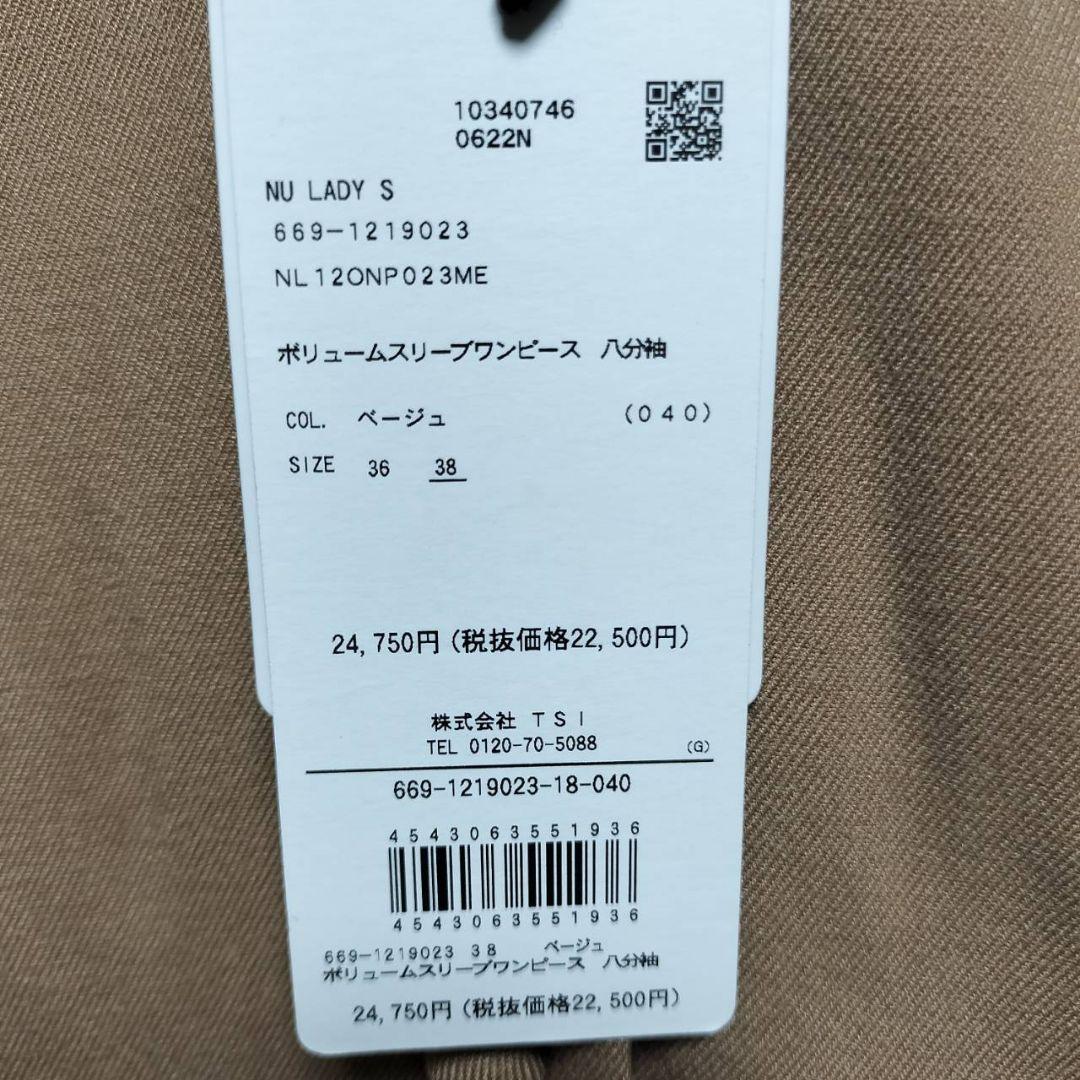 10340746
0622N
NU LADY S
669-1219023
NL12ONP023ME
ボリュームスリーブワンピース 八分袖
COL. ベージュ (040)
SIZE 36 38
24,750円(税抜価格22,500円)
株式会社 TSI
TEL 0120-70-5088 (G)
669-1219023-18-040
4543063551936
4543063551936
669-1219023 38 ベージュ
ボリュームスリーブワンピース 八分袖
24,750円(税抜価格22,500円)